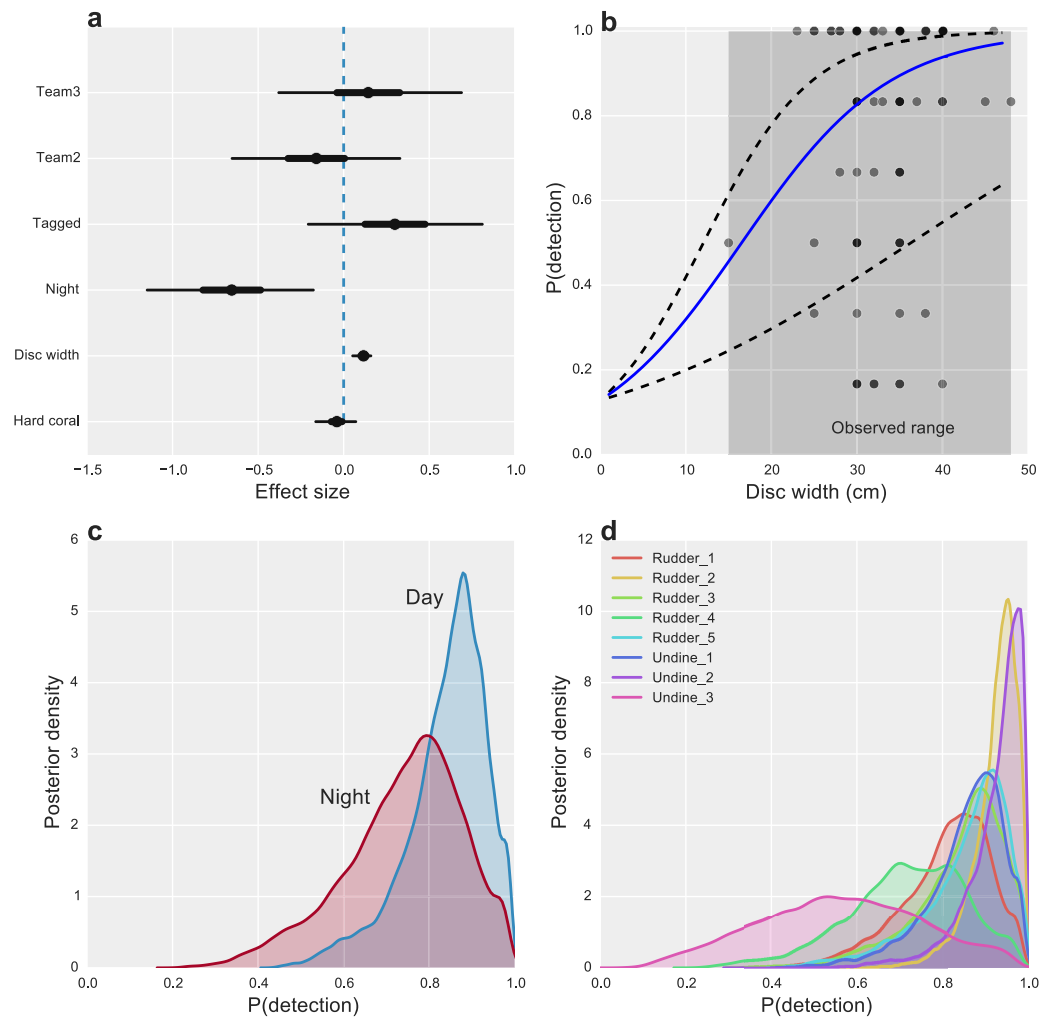 a
Team3
Team2
Tagged
Night
Disc width
Hard coral
−1.5 −1.0 −0.5 0.0 0.5 1.0
Effect size
b
1.0
0.8
0.6
0.4
0.2
0.0
P(detection)
Observed range
0 10 20 30 40 50
Disc width (cm)
c
6
5
4
3
2
1
0
Posterior density
Day
Night
0.0 0.2 0.4 0.6 0.8 1.0
P(detection)
d
12
10
8
6
4
2
0
Posterior density
Rudder_1
Rudder_2
Rudder_3
Rudder_4
Rudder_5
Undine_1
Undine_2
Undine_3
0.0 0.2 0.4 0.6 0.8 1.0
P(detection)